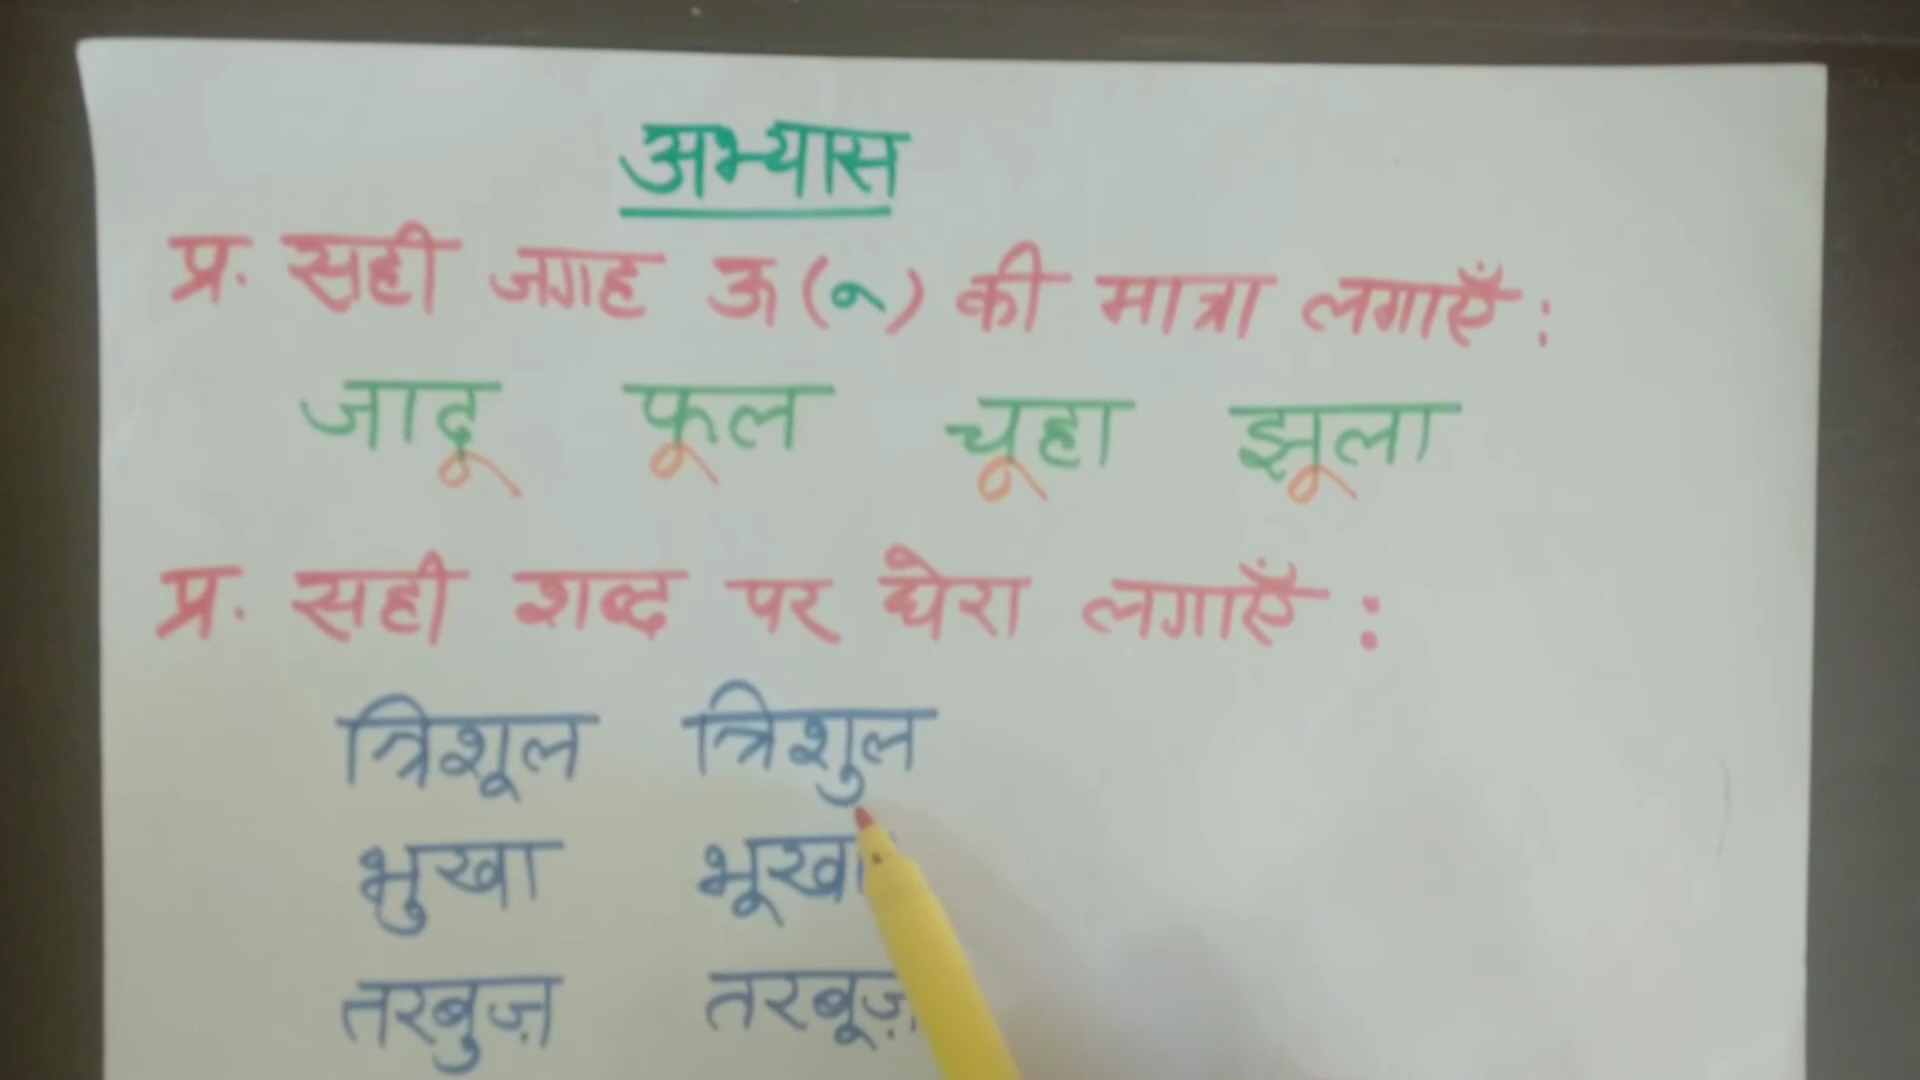 अभ्यास
प्र. सही जगह ऊ (ू) की मात्रा लगाएँ :
जादू फूल चूहा झूला
प्र. सही शब्द पर घेरा लगाएँ :
त्रिशूल त्रिशुल
भुखा भूखा
तरबुज़ तरबूज़